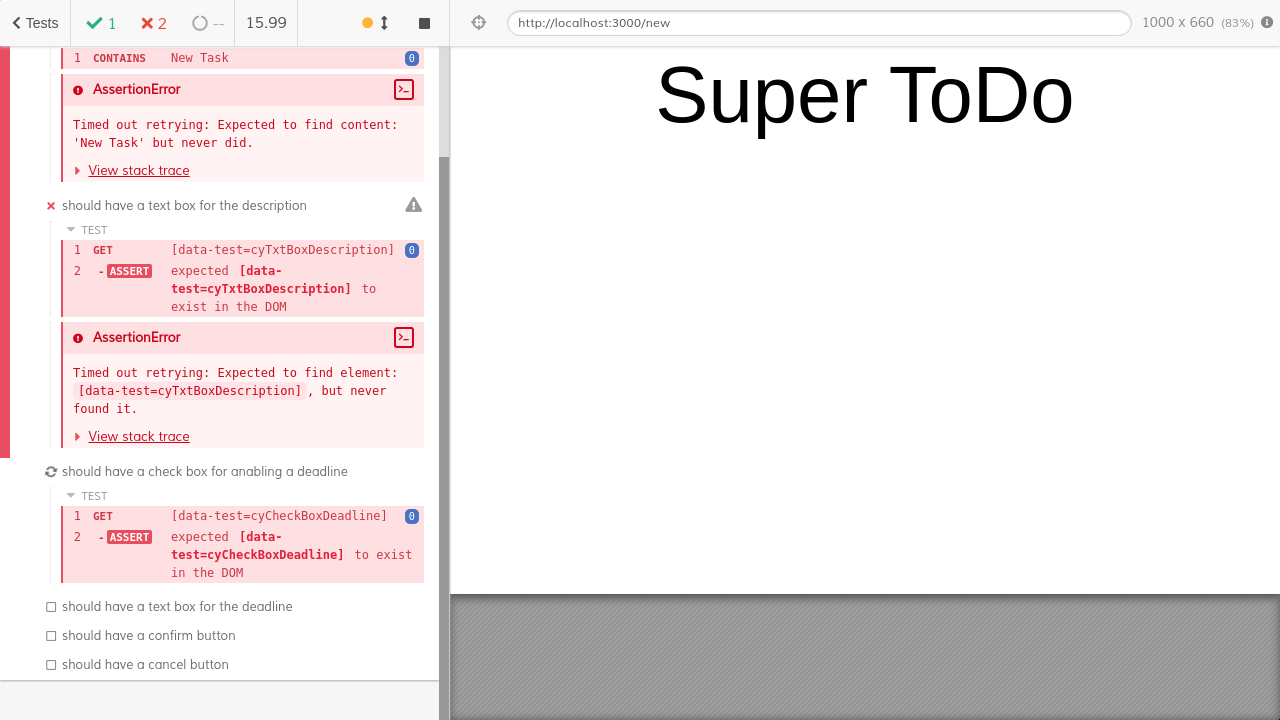 Tests
1
2
--
15.99
http://localhost:3000/new
1000 x 660 (83%)
1 CONTAINS New Task 0
AssertionError
Timed out retrying: Expected to find content:
'New Task' but never did.
View stack trace
should have a text box for the description
TEST
1 GET [data-test=cyTxtBoxDescription] 0
2 -ASSERT expected [data-
test=cyTxtBoxDescription] to
exist in the DOM
AssertionError
Timed out retrying: Expected to find element:
[data-test=cyTxtBoxDescription], but never
found it.
View stack trace
should have a check box for anabling a deadline
TEST
1 GET [data-test=cyCheckBoxDeadline] 0
2 -ASSERT expected [data-
test=cyCheckBoxDeadline] to exist
in the DOM
should have a text box for the deadline
should have a confirm button
should have a cancel button
Super ToDo